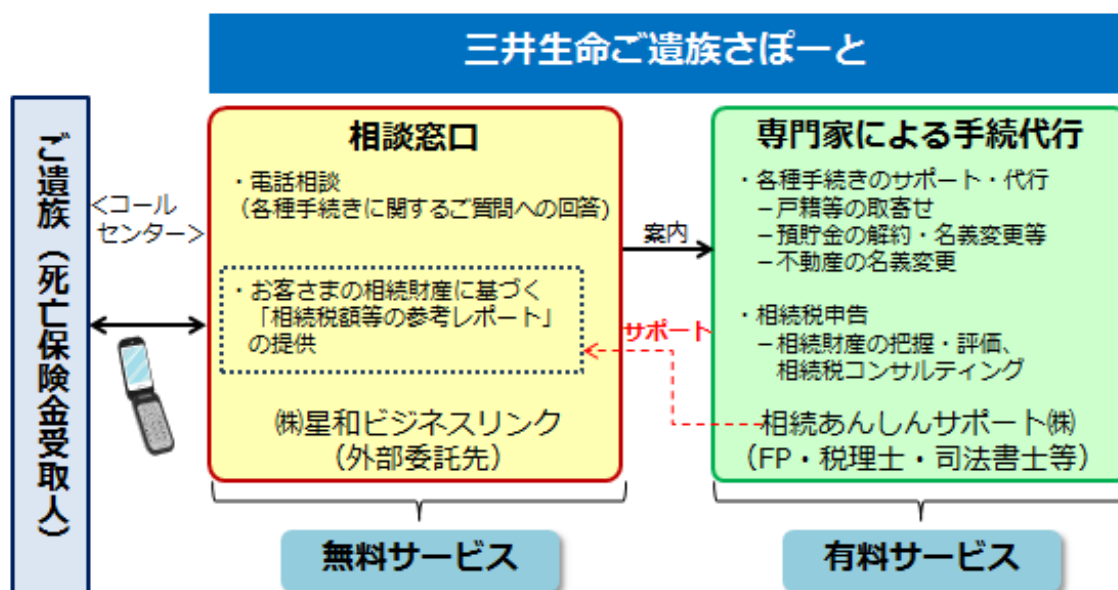 三井生命ご遺族さぽーと
ご遺族（死亡保険金受取人）
<コール
センター>
相談窓口
・電話相談
（各種手続きに関するご質問への回答)
・お客さまの相続財産に基づく
「相続税額等の参考レポート」
の提供
㈱星和ビジネスリンク
（外部委託先）
案内
サポート
専門家による手続代行
・各種手続きのサポート・代行
－戸籍等の取寄せ
－預貯金の解約・名義変更等
－不動産の名義変更
・相続税申告
－相続財産の把握・評価、
相続税コンサルティング
相続あんしんサポート㈱
（FP・税理士・司法書士等）
無料サービス
有料サービス